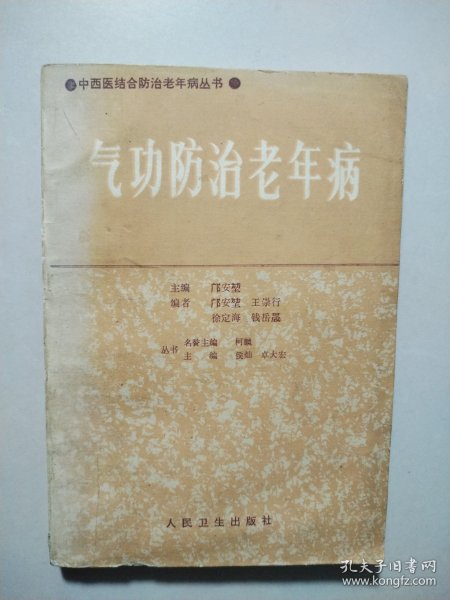 中西医结合防治老年病丛书
气功防治老年病
主编 邝安堃
编者 邝安堃 王崇行
徐定海 钱岳晟
丛书
名誉主编 柯麟
主编 侯灿 卓大宏
人民卫生出版社
孔夫子旧书网
www.kongfz.com